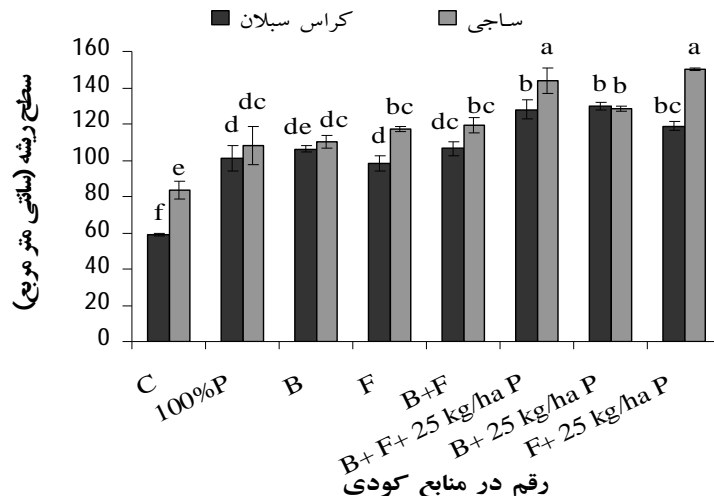 کراس سبلان ساجی
سطح ریشه (سانتی متر مربع)
160
140
120
100
80
60
40
20
0
f e d dc de dc d bc dc bc b a b b bc a
C
100%P
B
F
B+F
B+ F+ 25 kg/ha P
B+ 25 kg/ha P
F+ 25 kg/ha P
رقم در منابع کودی